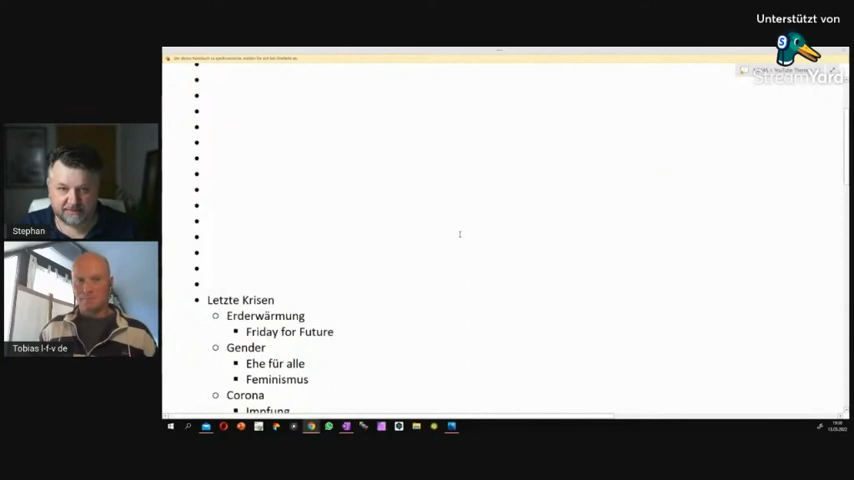 Unterstützt von
StreamYard
Stephan
Tobias l-f-v de
Letzte Krisen
Erderwärmung
Friday for Future
Gender
Ehe für alle
Feminismus
Corona
Impfung